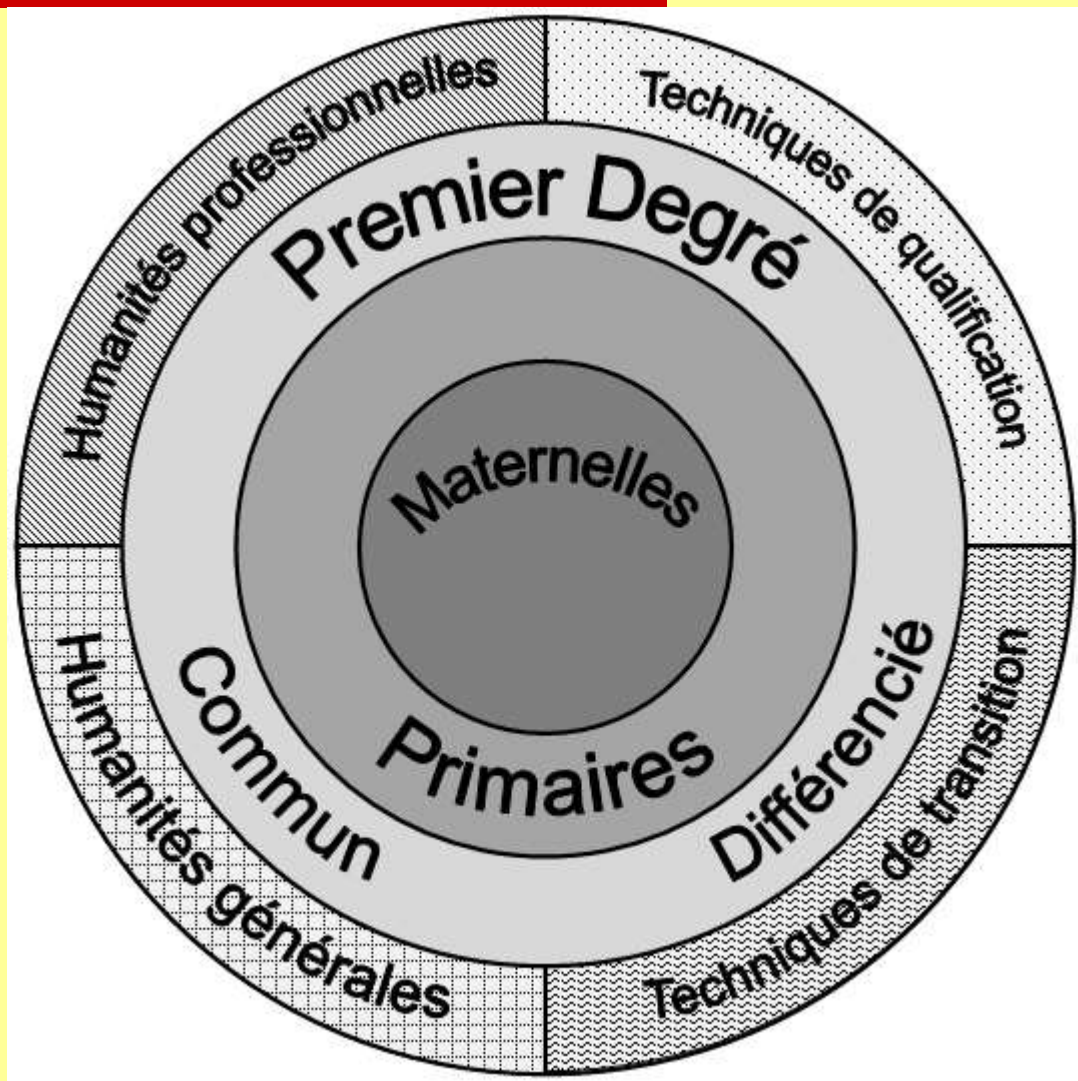 Humanités professionnelles
Techniques de qualification
Premier Degré
Maternelles
Primaires
Commun
Différencié
Humanités générales
Techniques de transition